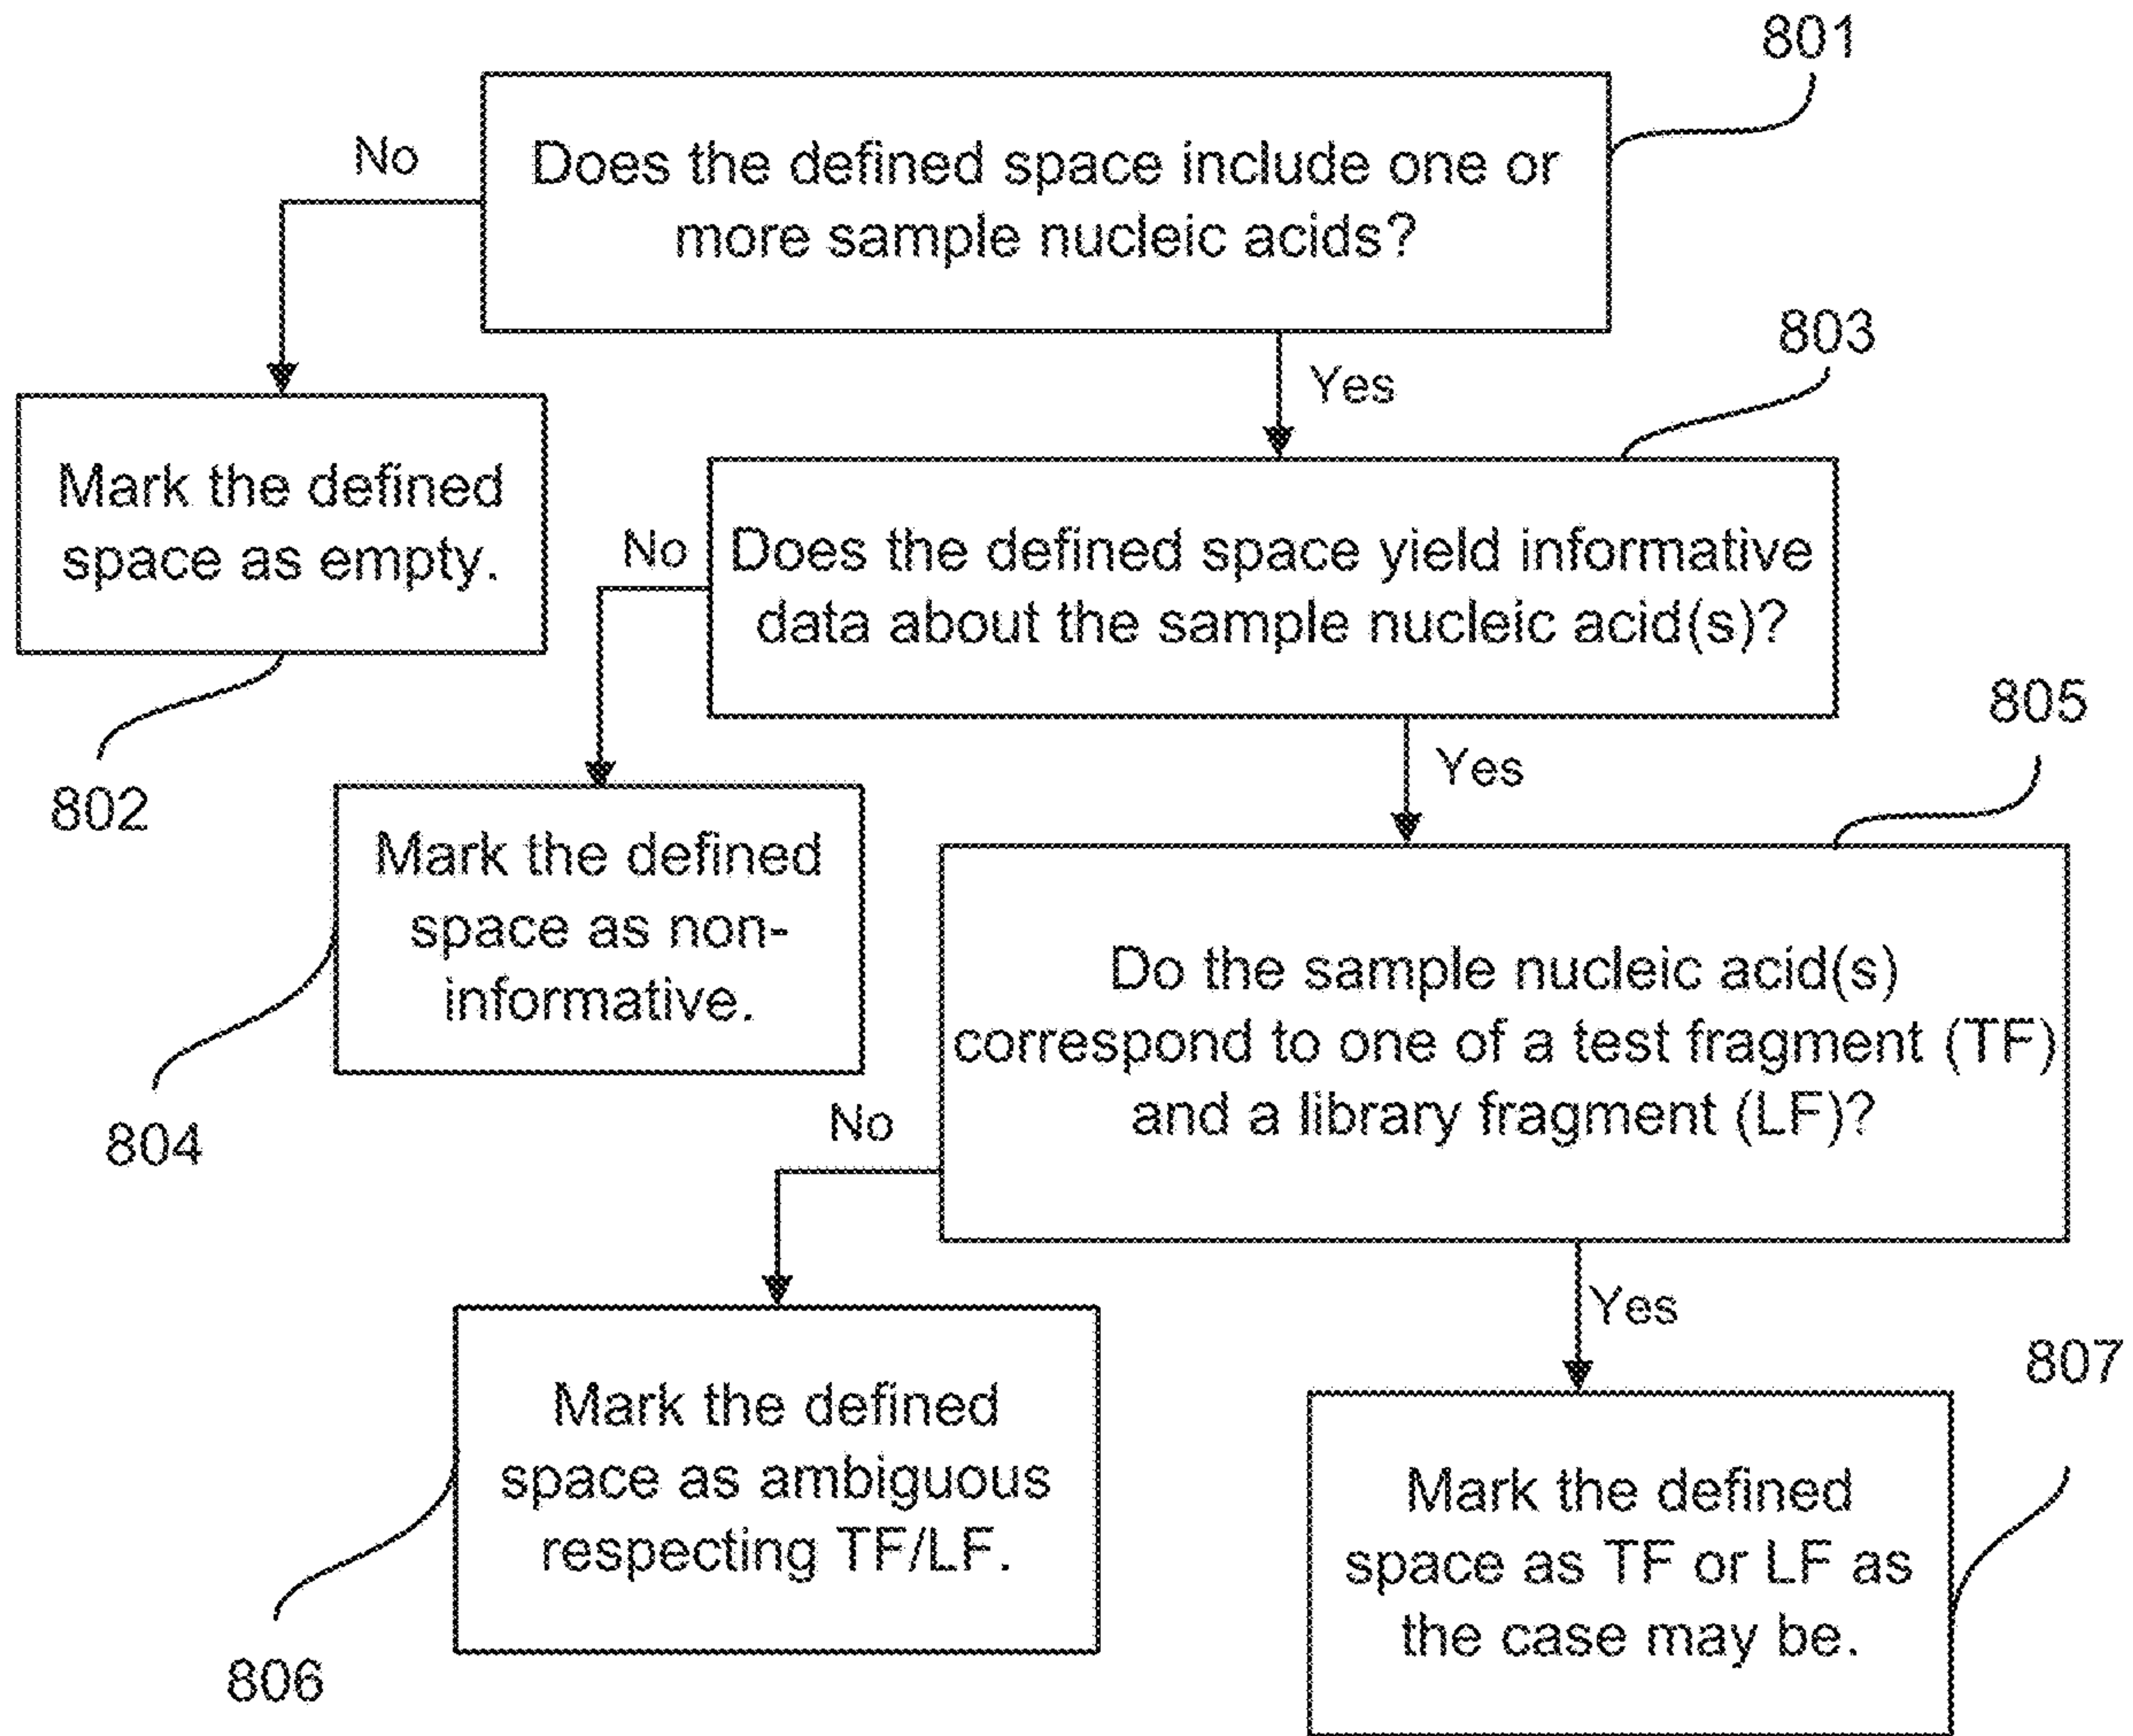 801
No
Does the defined space include one or
more sample nucleic acids?
803
Yes
Mark the defined
space as empty.
No
Does the defined space yield informative
data about the sample nucleic acid(s)?
802
805
Yes
Mark the defined
space as non-
informative.
804
Do the sample nucleic acid(s)
correspond to one of a test fragment (TF)
and a library fragment (LF)?
No
Yes
807
Mark the defined
space as ambiguous
respecting TF/LF.
806
Mark the defined
space as TF or LF as
the case may be.